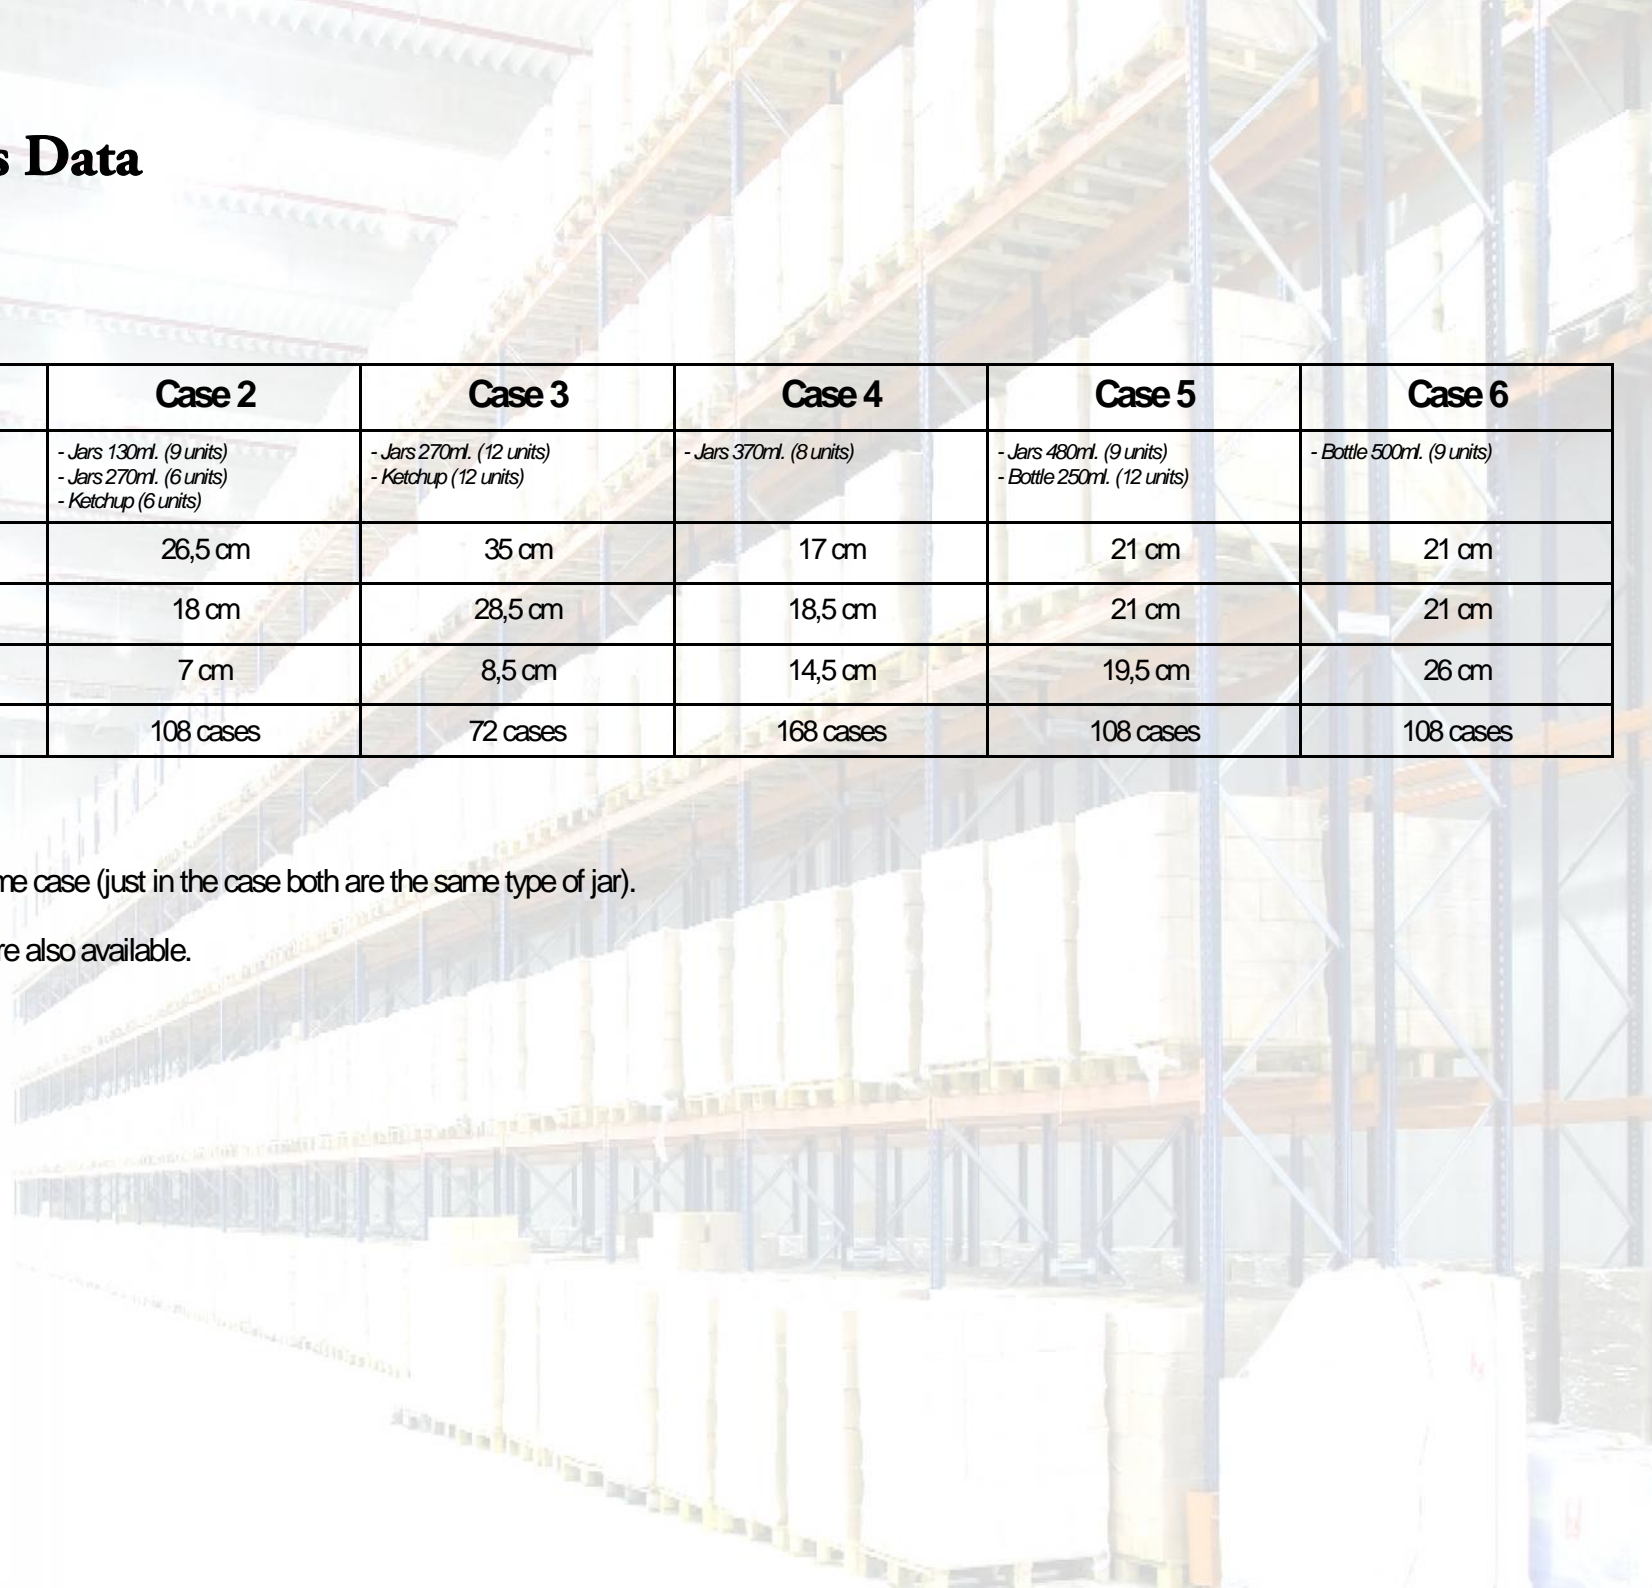 s Data
Case 2 Case 3 Case 4 Case 5 Case 6
- Jars 130ml. (9 units) - Jars 270ml. (12 units) - Jars 370ml. (8 units) - Jars 480ml. (9 units) - Bottle 500ml. (9 units)
- Jars 270ml. (6 units) - Ketchup (12 units) - Bottle 250ml. (12 units)
- Ketchup (6 units)
26,5 cm 35 cm 17 cm 21 cm 21 cm
18 cm 28,5 cm 18,5 cm 21 cm 21 cm
7 cm 8,5 cm 14,5 cm 19,5 cm 26 cm
108 cases 72 cases 168 cases 108 cases 108 cases
me case (just in the case both are the same type of jar).
re also available.